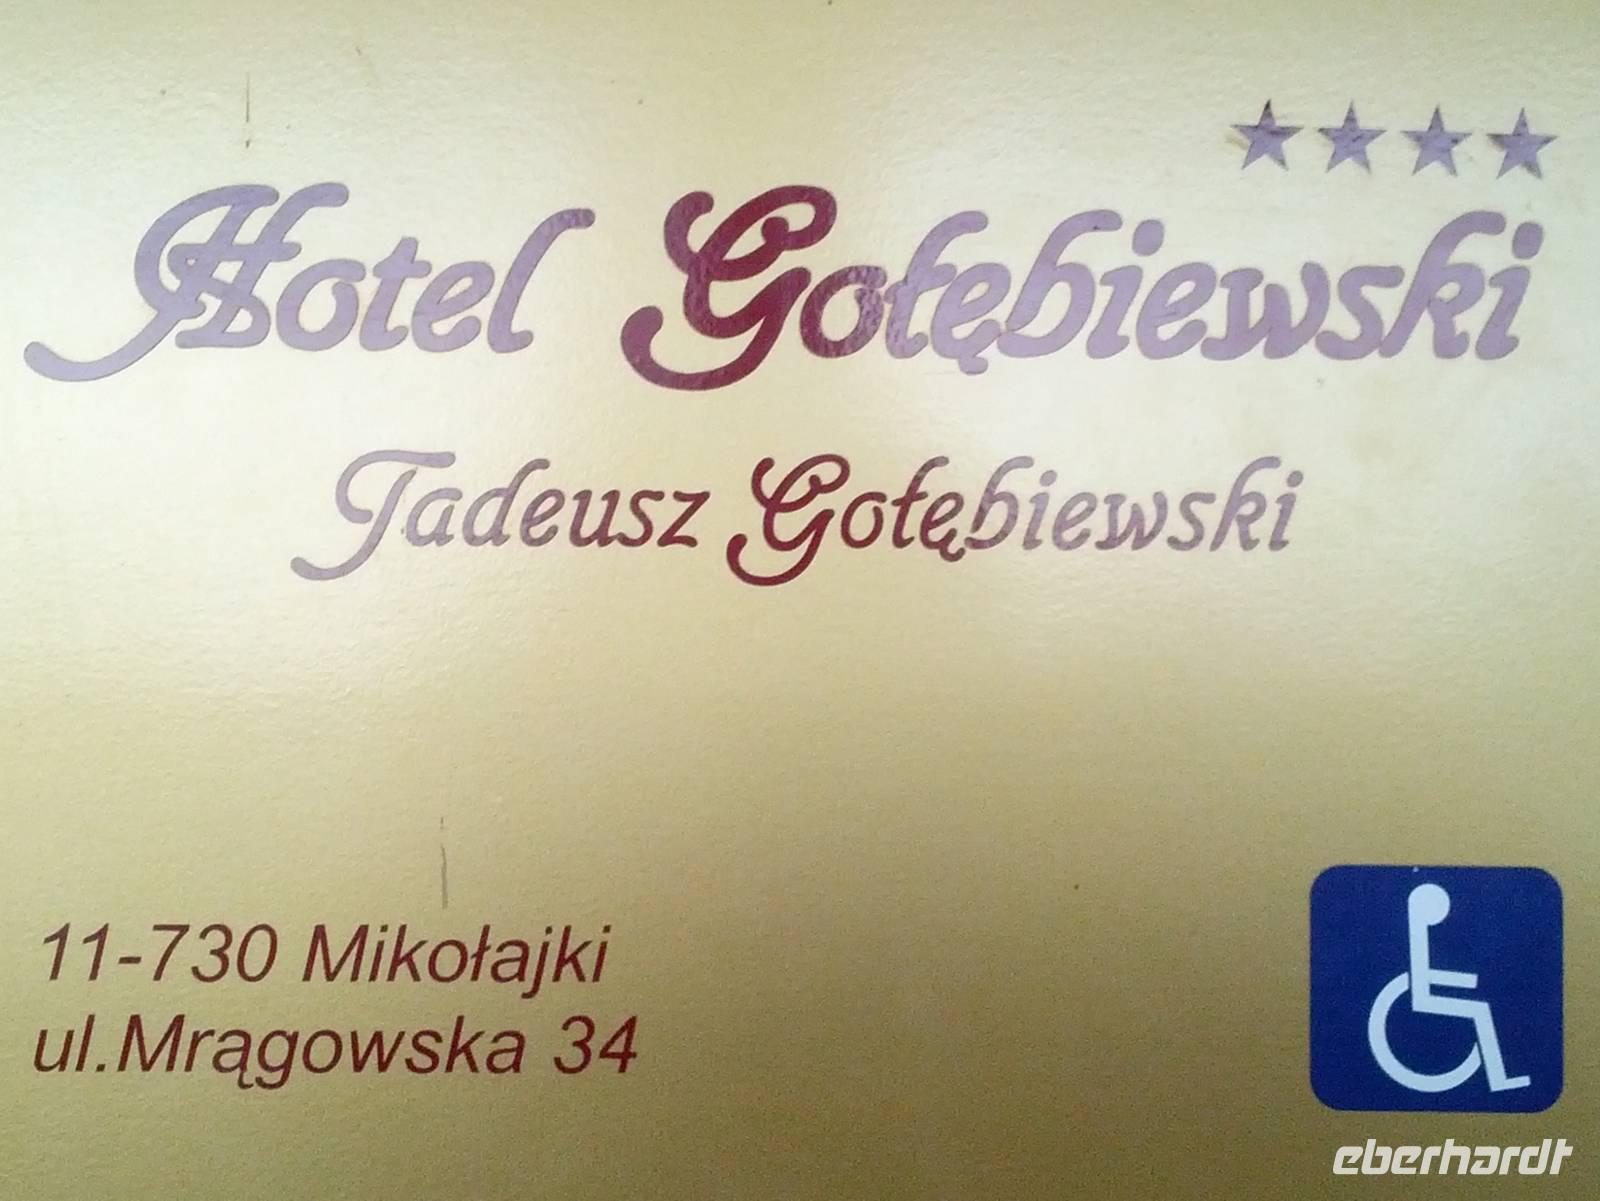 Hotel Gołębiewski
Tadeusz Gołębiewski
11-730 Mikołajki
ul.Mrągowska 34
eberhardt